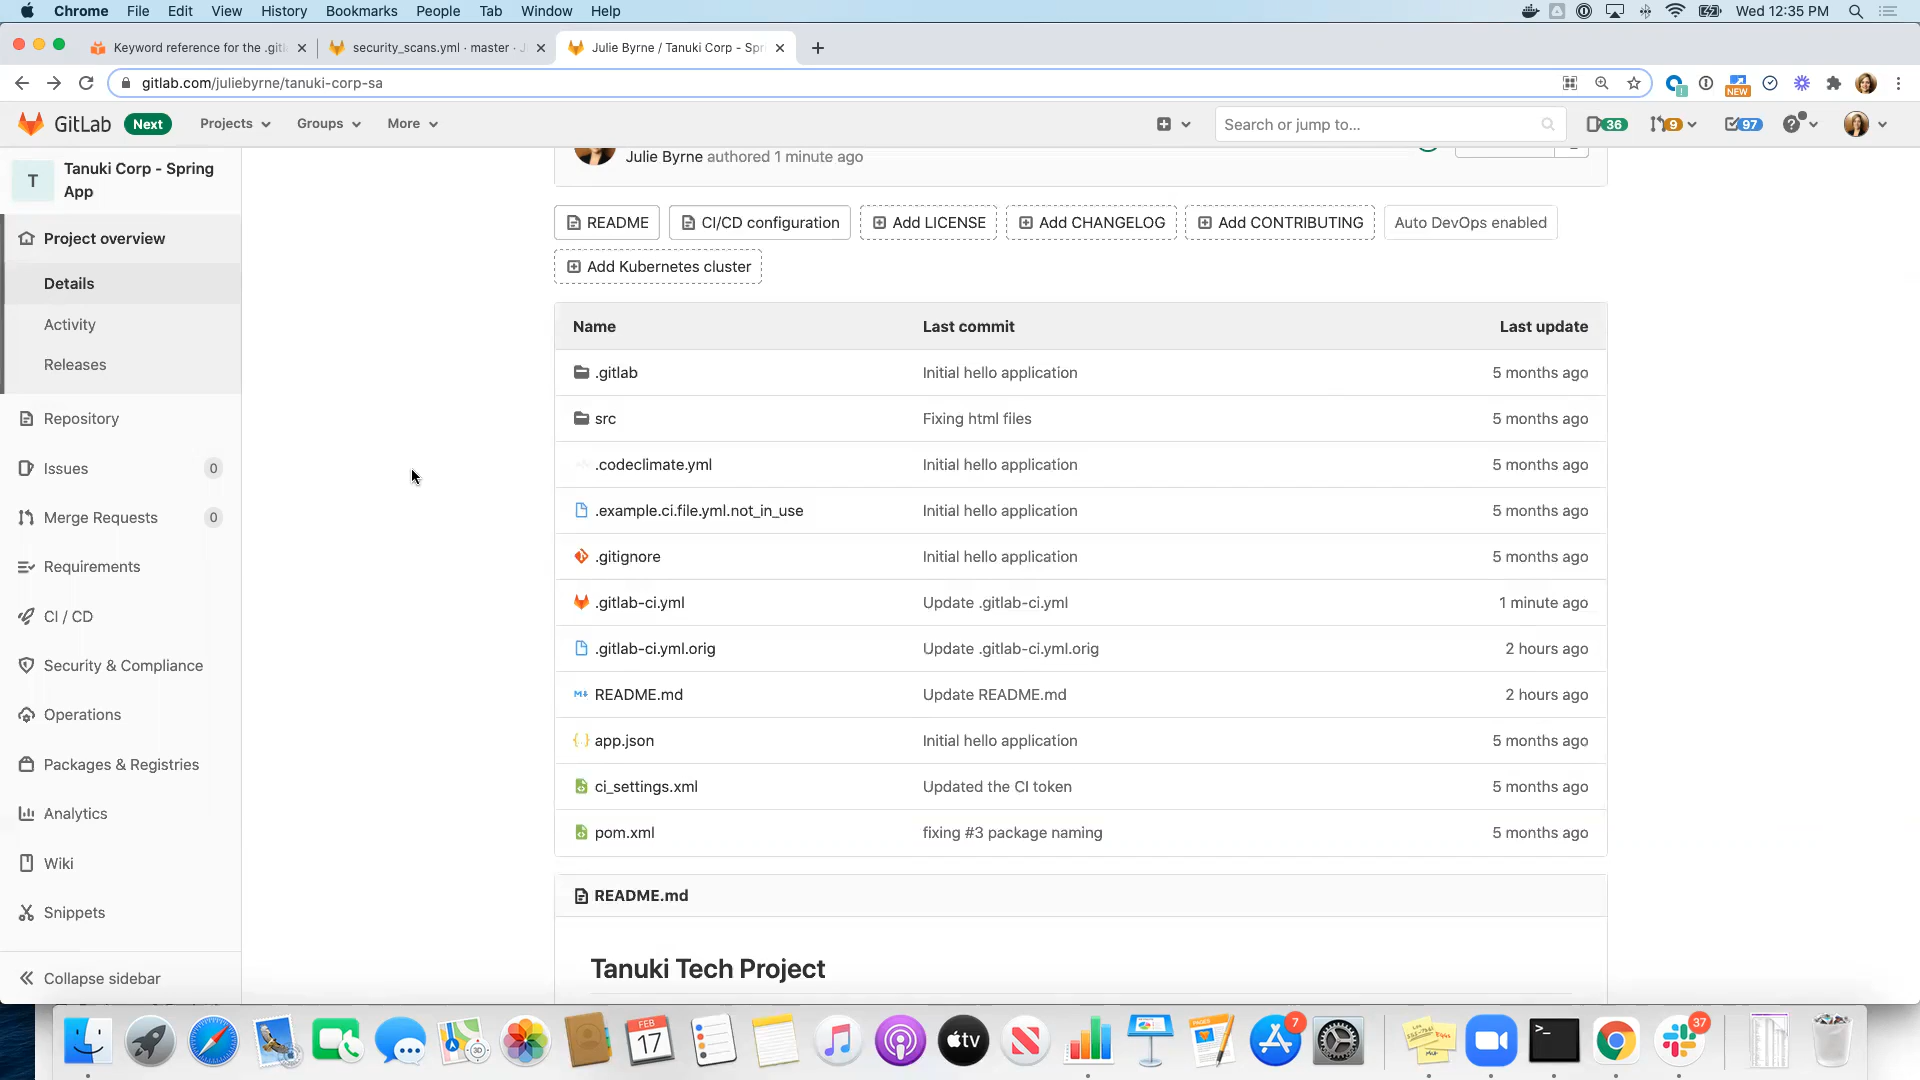 Chrome File Edit View History Bookmarks People Tab Window Help Wed 12:35 PM
Keyword reference for the .gitl
security_scans.yml · master · J
Julie Byrne / Tanuki Corp - Spri
gitlab.com/juliebyrne/tanuki-corp-sa
NEW
GitLab Next Projects Groups More Search or jump to... 36 9 97
T
Tanuki Corp - Spring
App
Project overview
Details
Activity
Releases
Repository
Issues 0
Merge Requests 0
Requirements
CI / CD
Security & Compliance
Operations
Packages & Registries
Analytics
Wiki
Snippets
Collapse sidebar
Julie Byrne authored 1 minute ago
README CI/CD configuration Add LICENSE Add CHANGELOG Add CONTRIBUTING Auto DevOps enabled
Add Kubernetes cluster
Name Last commit Last update
.gitlab Initial hello application 5 months ago
src Fixing html files 5 months ago
.codeclimate.yml Initial hello application 5 months ago
.example.ci.file.yml.not_in_use Initial hello application 5 months ago
.gitignore Initial hello application 5 months ago
.gitlab-ci.yml Update .gitlab-ci.yml 1 minute ago
.gitlab-ci.yml.orig Update .gitlab-ci.yml.orig 2 hours ago
README.md Update README.md 2 hours ago
app.json Initial hello application 5 months ago
ci_settings.xml Updated the CI token 5 months ago
pom.xml fixing #3 package naming 5 months ago
README.md
Tanuki Tech Project
FEB
17
tv
7
37